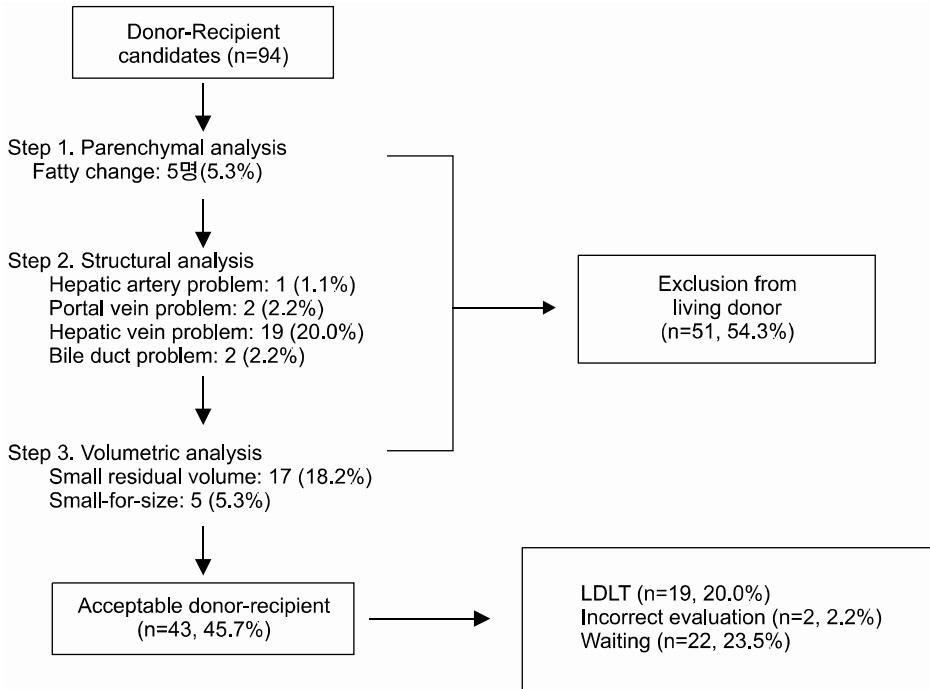 Donor-Recipient
candidates (n=94)
Step 1. Parenchymal analysis
Fatty change: 5명(5.3%)
Step 2. Structural analysis
Hepatic artery problem: 1 (1.1%)
Portal vein problem: 2 (2.2%)
Hepatic vein problem: 19 (20.0%)
Bile duct problem: 2 (2.2%)
Exclusion from
living donor
(n=51, 54.3%)
Step 3. Volumetric analysis
Small residual volume: 17 (18.2%)
Small-for-size: 5 (5.3%)
Acceptable donor-recipient
(n=43, 45.7%)
LDLT (n=19, 20.0%)
Incorrect evaluation (n=2, 2.2%)
Waiting (n=22, 23.5%)